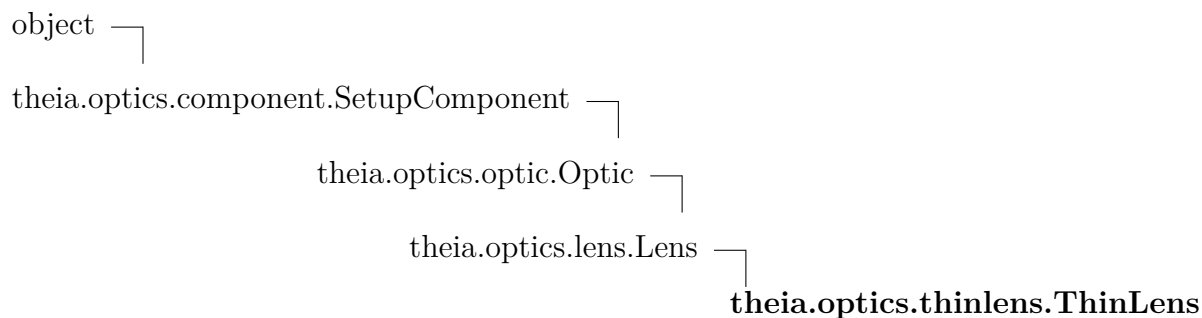 object
theia.optics.component.SetupComponent
theia.optics.optic.Optic
theia.optics.lens.Lens
theia.optics.thinlens.ThinLens